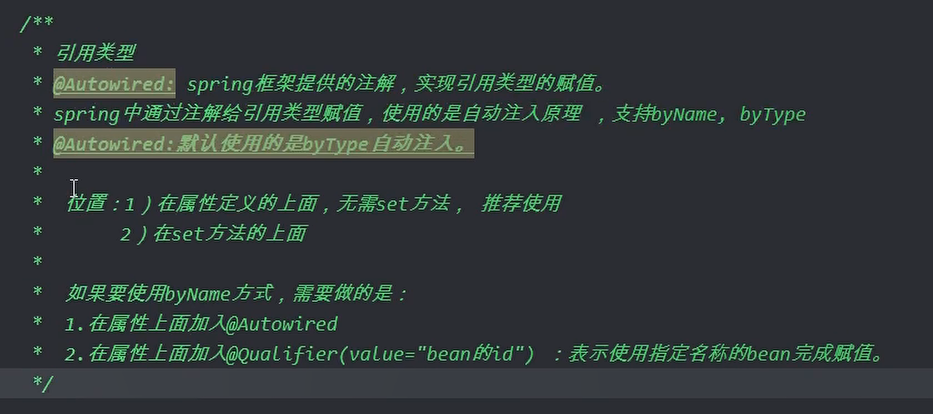 /**
* 引用类型
* @Autowired: spring框架提供的注解，实现引用类型的赋值。
* spring中通过注解给引用类型赋值，使用的是自动注入原理 ，支持byName, byType
* @Autowired:默认使用的是byType自动注入。
*
* 位置：1）在属性定义的上面，无需set方法， 推荐使用
* 2）在set方法的上面
*
* 如果要使用byName方式，需要做的是：
* 1.在属性上面加入@Autowired
* 2.在属性上面加入@Qualifier(value="bean的id") ：表示使用指定名称的bean完成赋值。
*/